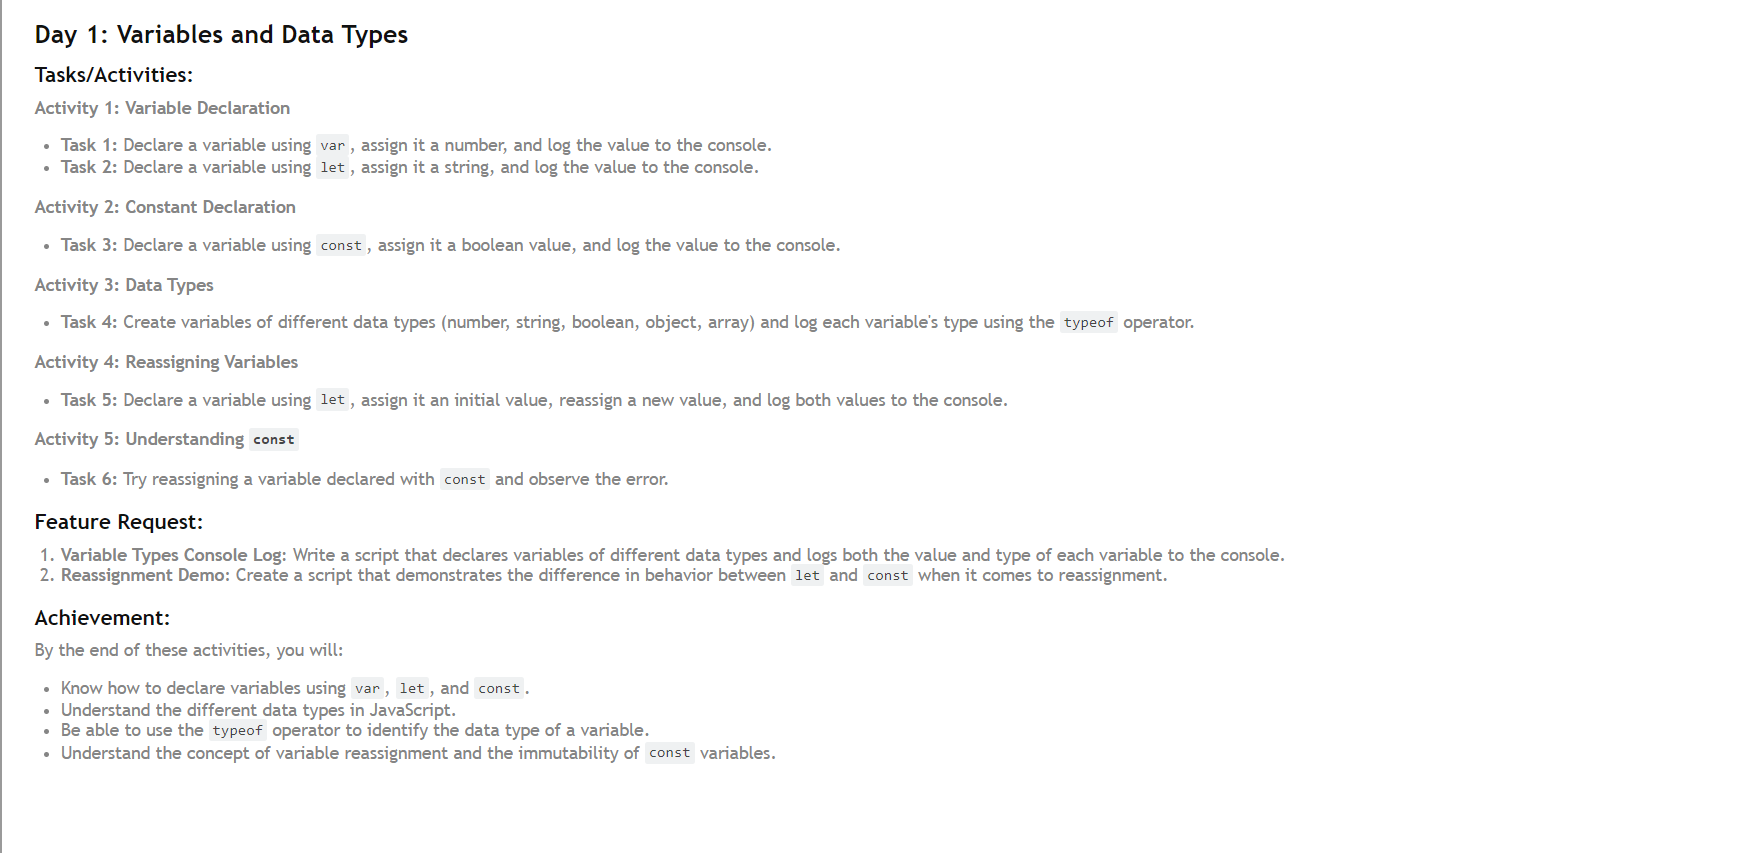 Day 1: Variables and Data Types
Tasks/Activities:
Activity 1: Variable Declaration
• Task 1: Declare a variable using var, assign it a number, and log the value to the console.
• Task 2: Declare a variable using let, assign it a string, and log the value to the console.
Activity 2: Constant Declaration
• Task 3: Declare a variable using const, assign it a boolean value, and log the value to the console.
Activity 3: Data Types
• Task 4: Create variables of different data types (number, string, boolean, object, array) and log each variable's type using the typeof operator.
Activity 4: Reassigning Variables
• Task 5: Declare a variable using let, assign it an initial value, reassign a new value, and log both values to the console.
Activity 5: Understanding const
• Task 6: Try reassigning a variable declared with const and observe the error.
Feature Request:
1. Variable Types Console Log: Write a script that declares variables of different data types and logs both the value and type of each variable to the console.
2. Reassignment Demo: Create a script that demonstrates the difference in behavior between let and const when it comes to reassignment.
Achievement:
By the end of these activities, you will:
• Know how to declare variables using var, let, and const.
• Understand the different data types in JavaScript.
• Be able to use the typeof operator to identify the data type of a variable.
• Understand the concept of variable reassignment and the immutability of const variables.